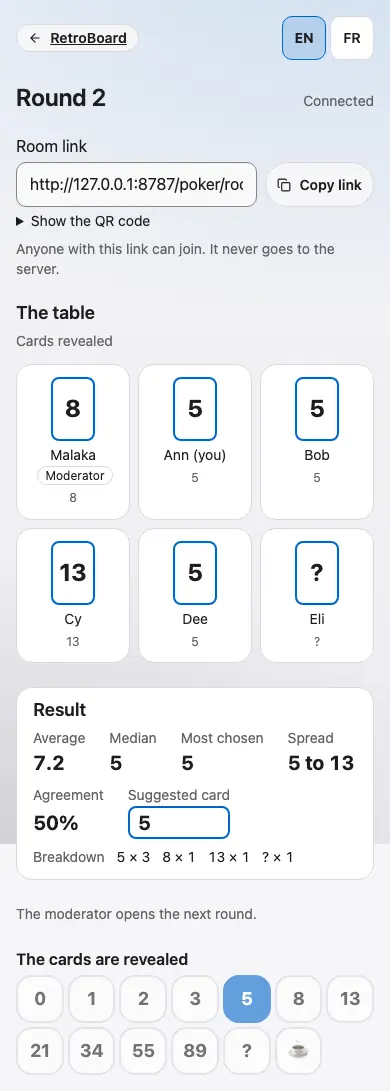 ← RetroBoard
EN
FR
Round 2
Connected
Room link
http://127.0.0.1:8787/poker/roo
Copy link
▶ Show the QR code
Anyone with this link can join. It never goes to the
server.
The table
Cards revealed
8
5
5
Malaka
Ann (you)
Bob
Moderator
5
5
8
13
5
?
Cy
Dee
Eli
13
5
?
Result
Average
Median
Most chosen
Spread
7.2
5
5
5 to 13
Agreement
Suggested card
50%
5
Breakdown 5 × 3 8 × 1 13 × 1 ? × 1
The moderator opens the next round.
The cards are revealed
0 1 2 3 5 8 13
21 34 55 89 ? ☕